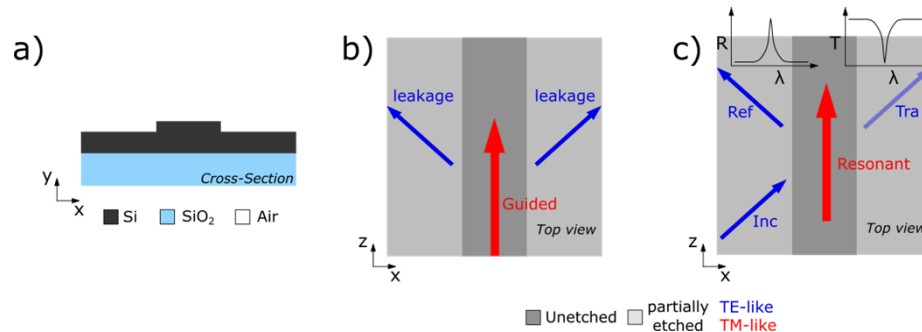 a)
y
x
Cross-Section
Si
SiO₂
Air
b)
leakage
leakage
Guided
Top view
z
x
c)
R
λ
T
λ
Ref
Tra
Resonant
Inc
Top view
z
x
Unetched
partially
etched
TE-like
TM-like